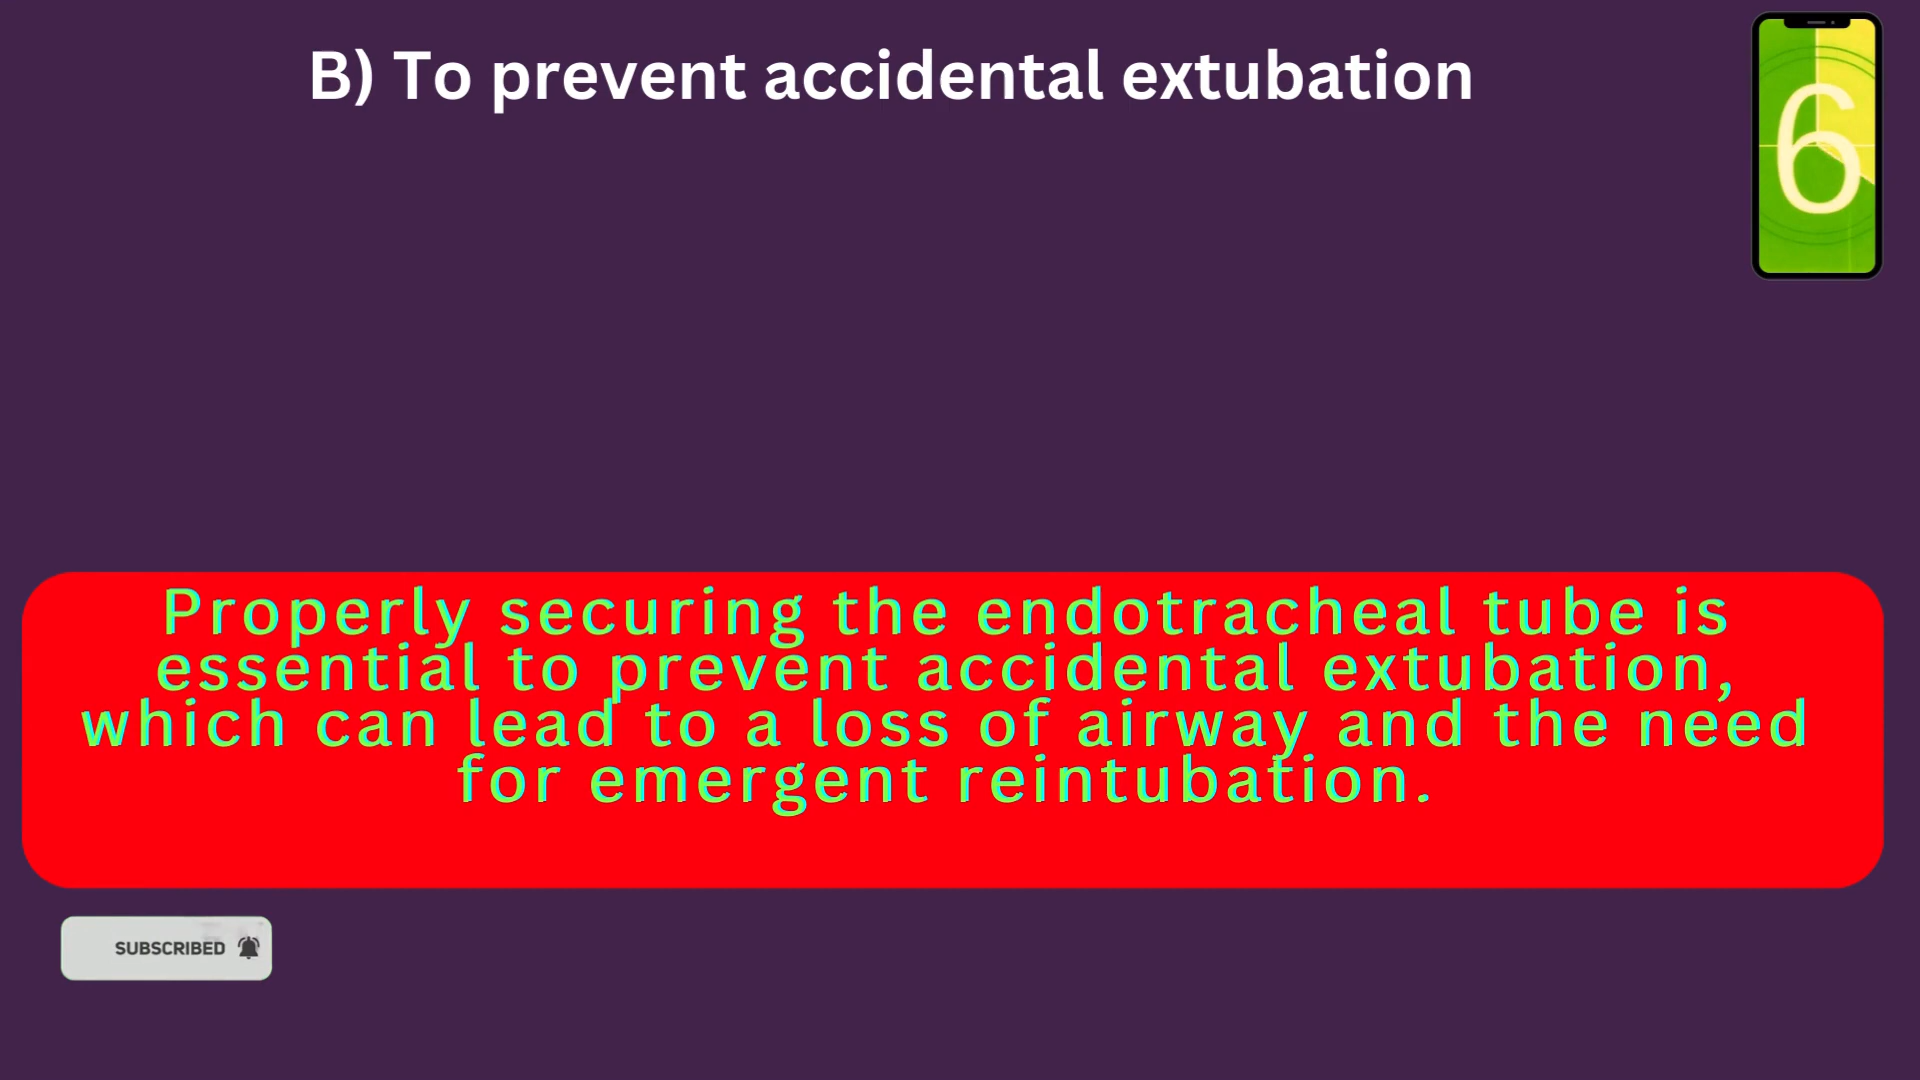 B) To prevent accidental extubation
6
Properly securing the endotracheal tube is
essential to prevent accidental extubation,
which can lead to a loss of airway and the need
for emergent reintubation.
SUBSCRIBED